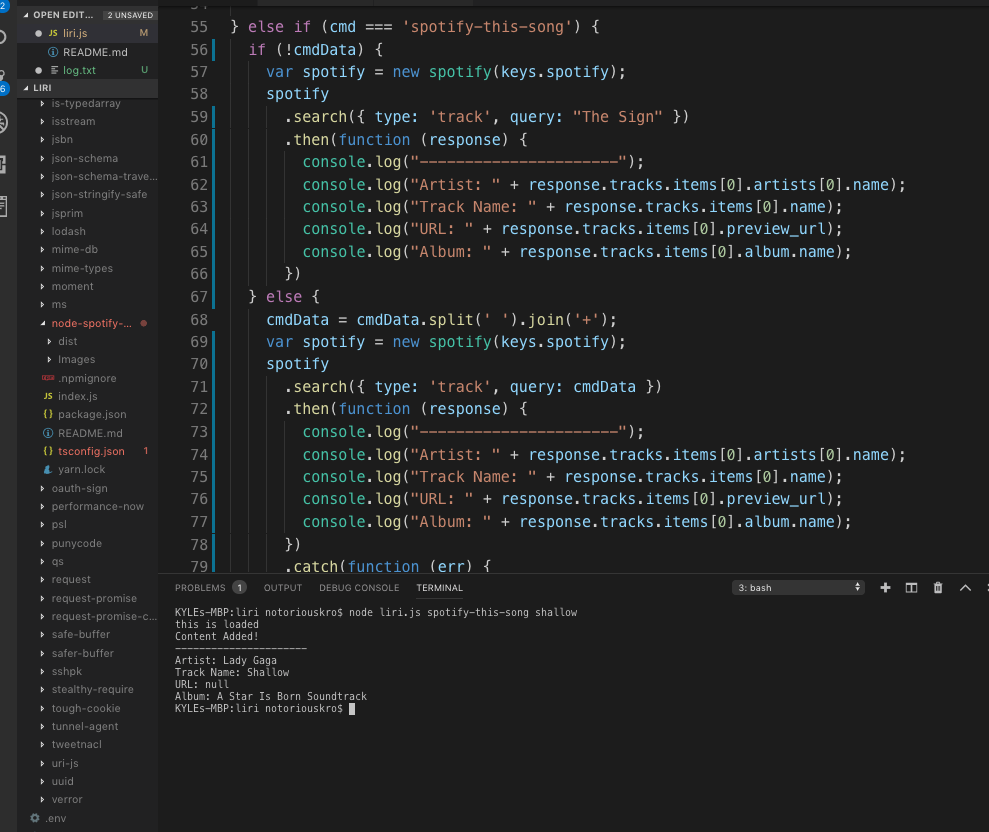 2
6
OPEN EDIT... 2 UNSAVED
JS liri.js M
README.md
log.txt U
LIRI
is-typedarray
isstream
jsbn
json-schema
json-schema-trave...
json-stringify-safe
jsprim
lodash
mime-db
mime-types
moment
ms
node-spotify-...
dist
Images
.npmignore
JS index.js
{} package.json
README.md
{} tsconfig.json 1
yarn.lock
oauth-sign
performance-now
psl
punycode
qs
request
request-promise
request-promise-c...
safe-buffer
safer-buffer
sshpk
stealthy-require
tough-cookie
tunnel-agent
tweetnacl
uri-js
uuid
verror
.env
55 } else if (cmd === 'spotify-this-song') {
56 if (!cmdData) {
57 var spotify = new spotify(keys.spotify);
58 spotify
59 .search({ type: 'track', query: "The Sign" })
60 .then(function (response) {
61 console.log("----------------------");
62 console.log("Artist: " + response.tracks.items[0].artists[0].name);
63 console.log("Track Name: " + response.tracks.items[0].name);
64 console.log("URL: " + response.tracks.items[0].preview_url);
65 console.log("Album: " + response.tracks.items[0].album.name);
66 })
67 } else {
68 cmdData = cmdData.split(' ').join('+');
69 var spotify = new spotify(keys.spotify);
70 spotify
71 .search({ type: 'track', query: cmdData })
72 .then(function (response) {
73 console.log("----------------------");
74 console.log("Artist: " + response.tracks.items[0].artists[0].name);
75 console.log("Track Name: " + response.tracks.items[0].name);
76 console.log("URL: " + response.tracks.items[0].preview_url);
77 console.log("Album: " + response.tracks.items[0].album.name);
78 })
79 .catch(function (err) {
PROBLEMS 1 OUTPUT DEBUG CONSOLE TERMINAL 3: bash
KYLEs-MBP:liri notoriouskro$ node liri.js spotify-this-song shallow
this is loaded
Content Added!
----------------------
Artist: Lady Gaga
Track Name: Shallow
URL: null
Album: A Star Is Born Soundtrack
KYLEs-MBP:liri notoriouskro$